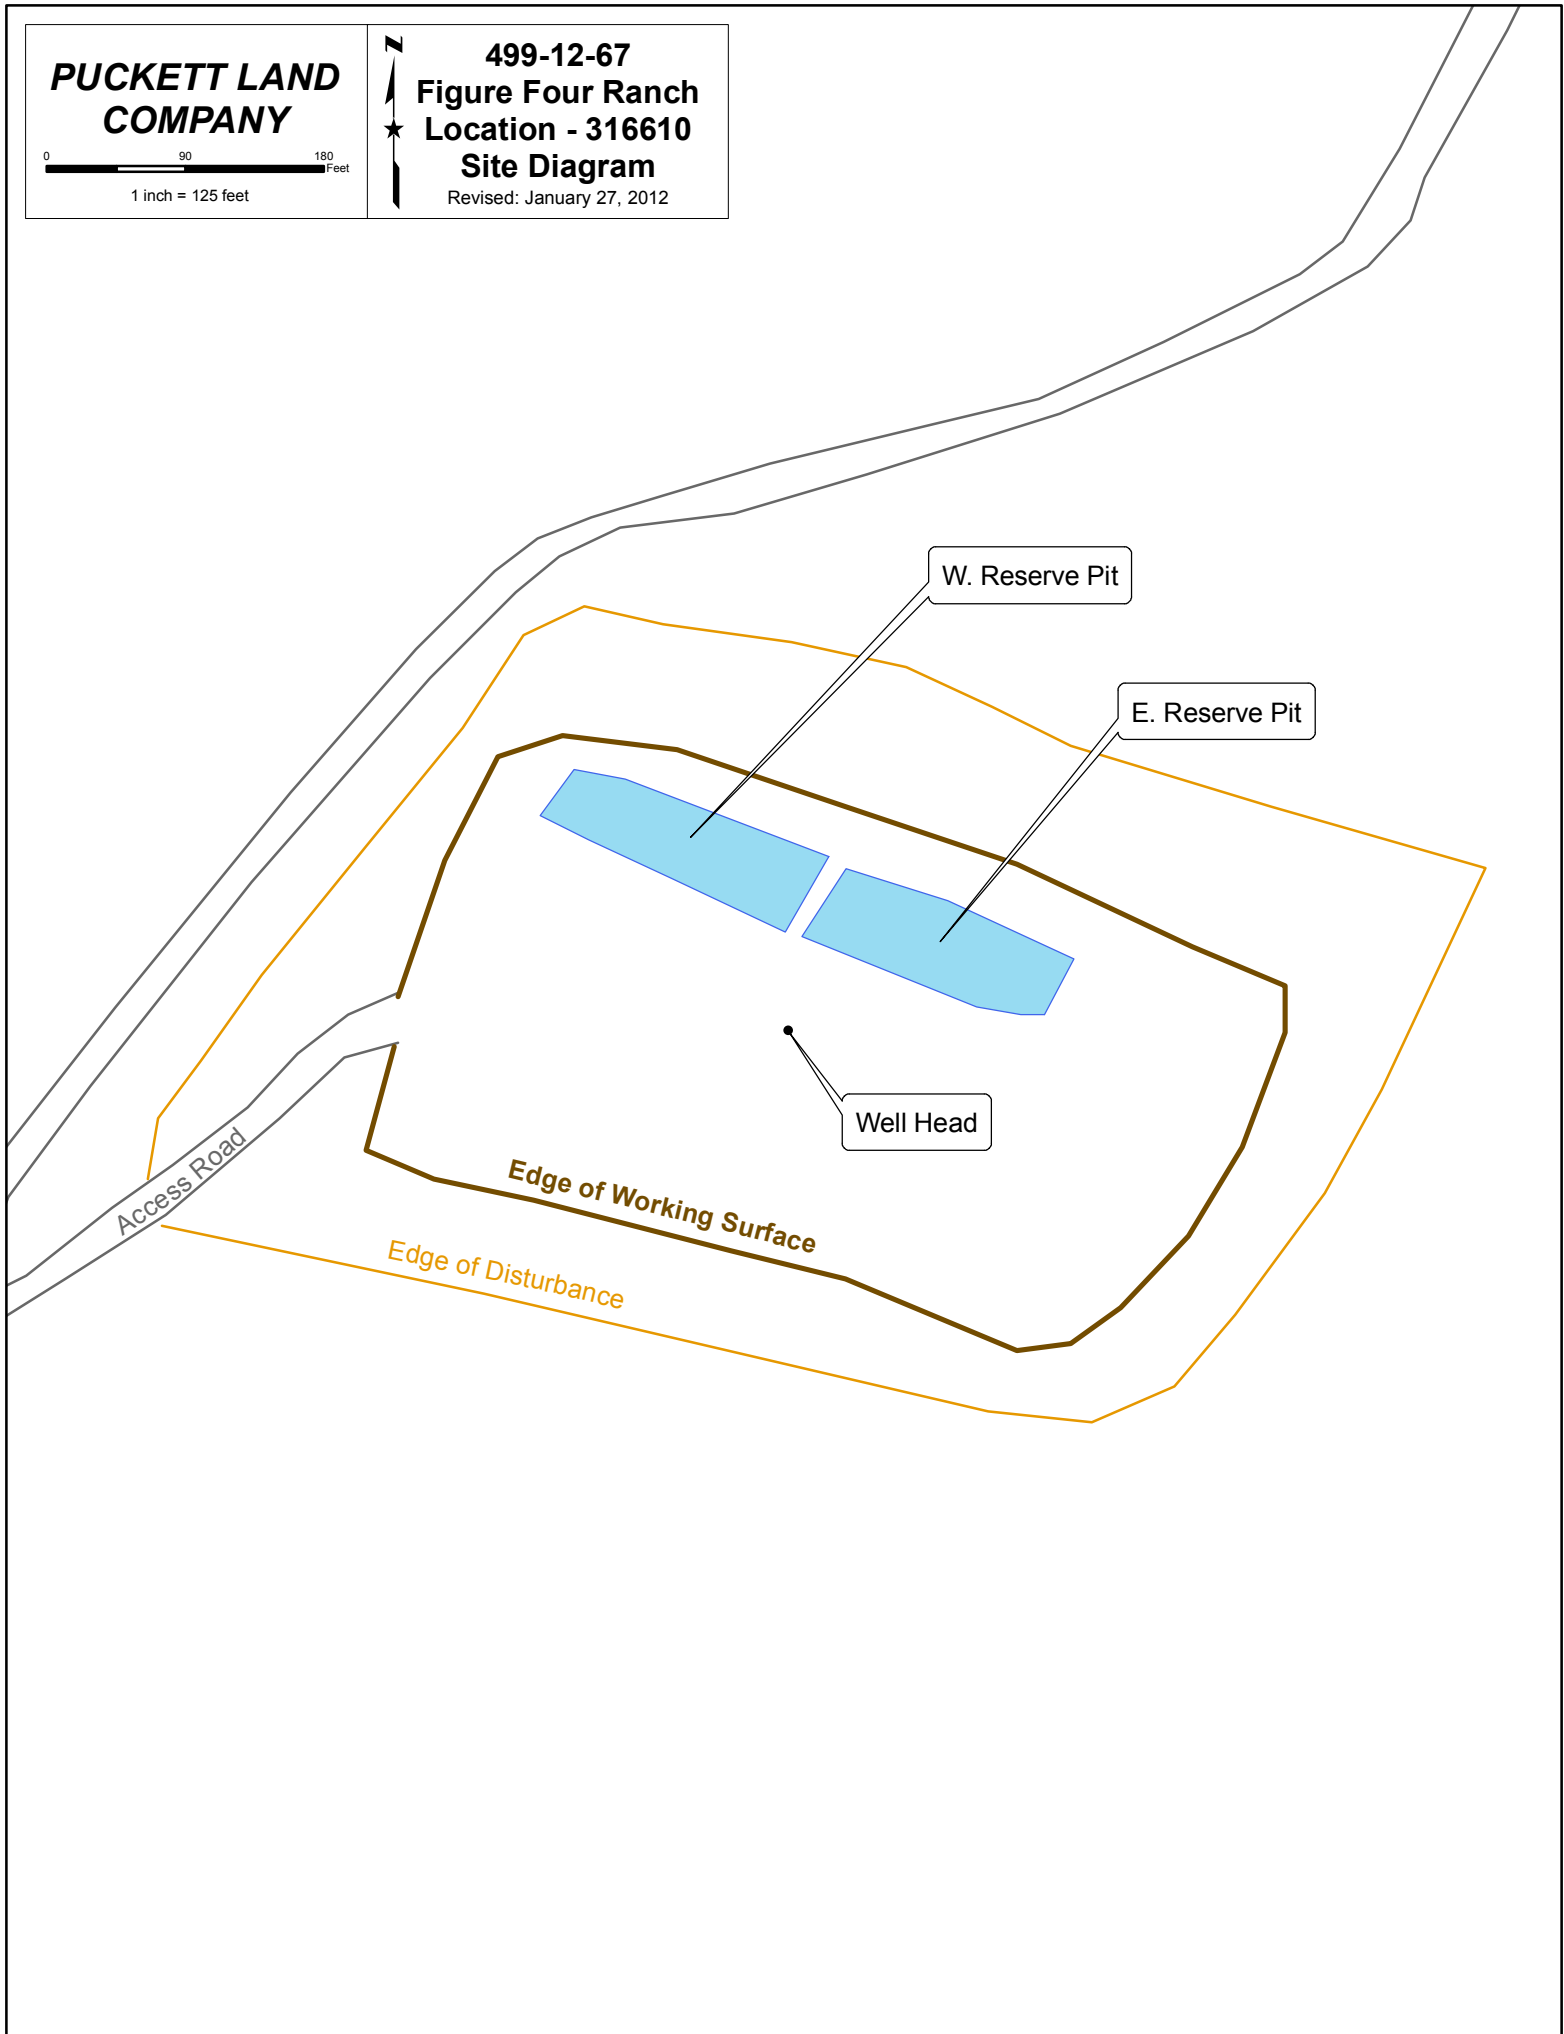 PUCKETT LAND
COMPANY
0 90 180
Feet
1 inch = 125 feet
N
499-12-67
Figure Four Ranch
Location - 316610
Site Diagram
Revised: January 27, 2012
W. Reserve Pit
E. Reserve Pit
Well Head
Access Road
Edge of Working Surface
Edge of Disturbance